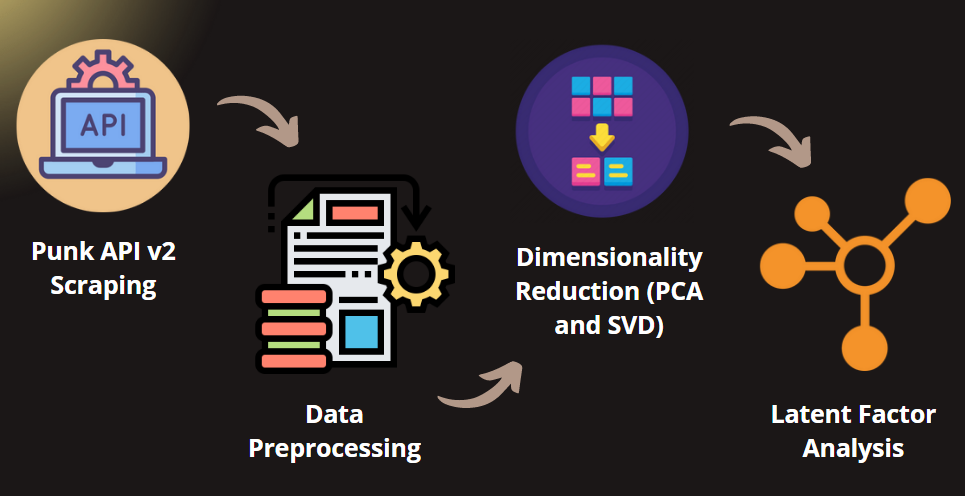 API
Punk API v2
Scraping
Data
Preprocessing
Dimensionality
Reduction (PCA
and SVD)
Latent Factor
Analysis